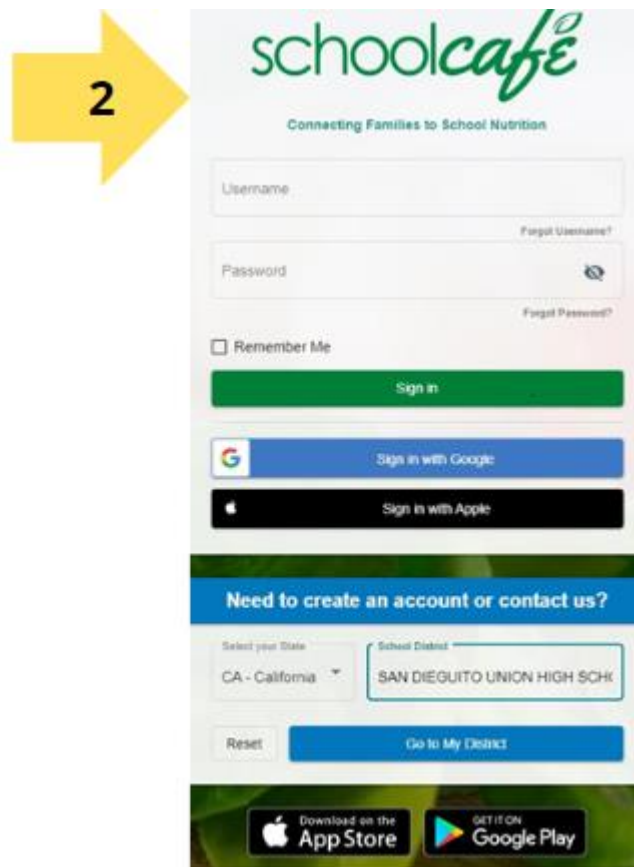 2
schoolcafé
Connecting Families to School Nutrition
Username
Forgot Username?
Password
Forgot Password?
Remember Me
Sign in
G Sign in with Google
Sign in with Apple
Need to create an account or contact us?
Select your State
School District
CA - California
SAN DIEGUITO UNION HIGH SCH
Reset
Go to My District
Download on the
App Store
GET IT ON
Google Play